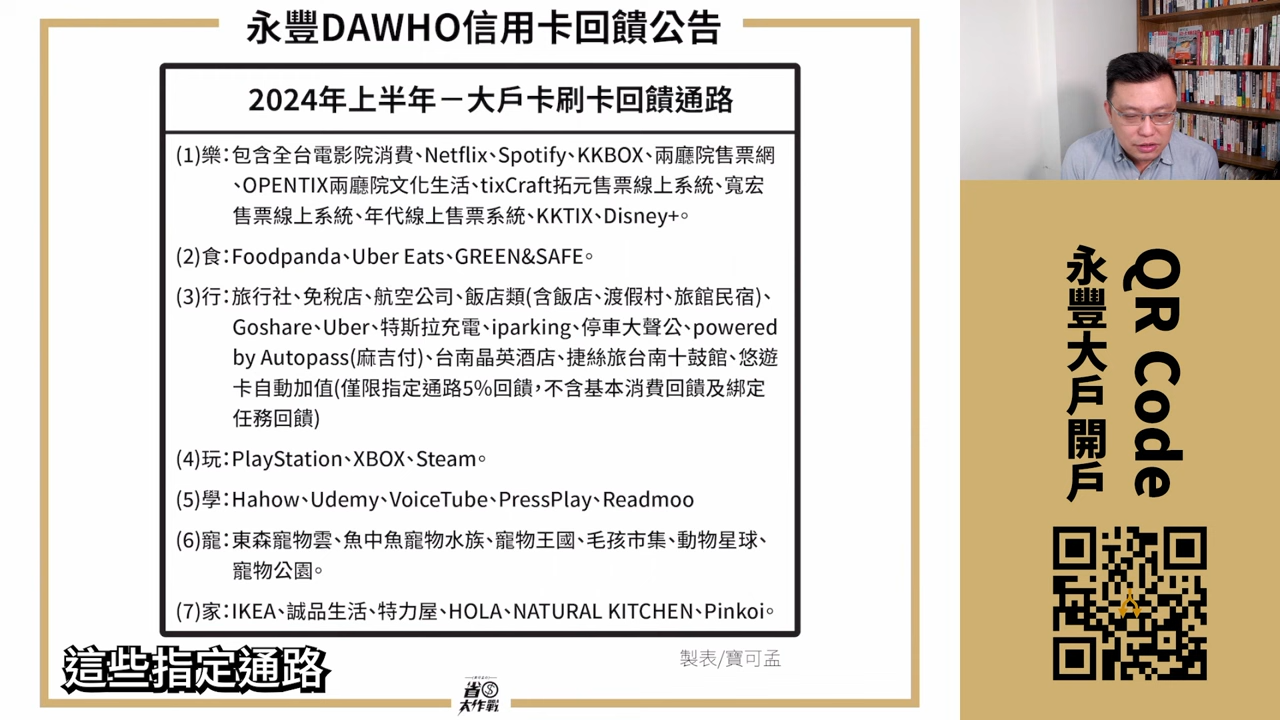 永豐DAWHO信用卡回饋公告
2024年上半年－大戶卡刷卡回饋通路
(1)樂：包含全台電影院消費、Netflix、Spotify、KKBOX、兩廳院售票網
、OPENTIX兩廳院文化生活、tixCraft拓元售票線上系統、寬宏
售票線上系統、年代線上售票系統、KKTIX、Disney+。
(2)食：Foodpanda、Uber Eats、GREEN&SAFE。
(3)行：旅行社、免稅店、航空公司、飯店類(含飯店、渡假村、旅館民宿)、
Goshare、Uber、特斯拉充電、iparking、停車大聲公、powered
by Autopass(麻吉付)、台南晶英酒店、捷絲旅台南十鼓館、悠遊
卡自動加值(僅限指定通路5%回饋，不含基本消費回饋及綁定
任務回饋)
(4)玩：PlayStation、XBOX、Steam。
(5)學：Hahow、Udemy、VoiceTube、PressPlay、Readmoo
(6)寵：東森寵物雲、魚中魚寵物水族、寵物王國、毛孩市集、動物星球、
寵物公園。
(7)家：IKEA、誠品生活、特力屋、HOLA、NATURAL KITCHEN、Pinkoi。
製表/寶可孟
這些指定通路
省$
大作戰
QR Code
永豐大戶開戶